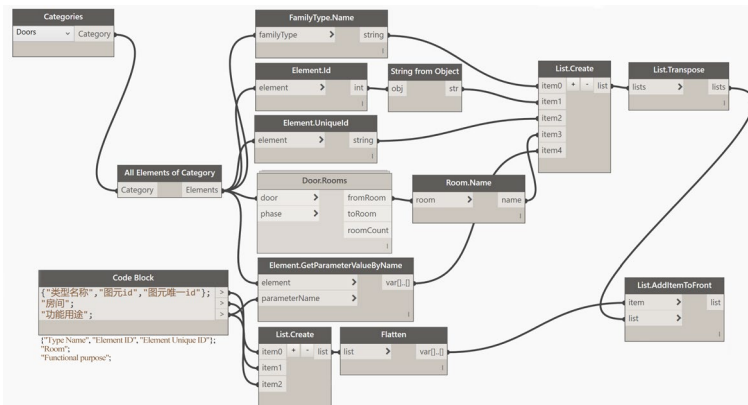 Categories
Doors
Category
FamilyType.Name
familyType > string
Element.Id
element > int
String from Object
obj str
Element.UniqueId
element > string
List.Create
item0 + - list
item1
item2
item3
item4
List.Transpose
lists > lists
All Elements of Category
Category Elements
Door.Rooms
door > fromRoom
phase > toRoom
roomCount
Room.Name
room > name
Element.GetParameterValueByName
element > var[]..[]
parameterName >
Code Block
{"类型名称","图元id","图元唯一id"}; >
"房间"; >
"功能用途"; >
{"Type Name", "Element ID", "Element Unique ID"};
"Room";
"Functional purpose";
List.Create
item0 + - list
item1
item2
Flatten
list > var[]..[]
List.AddItemToFront
item > list
list >